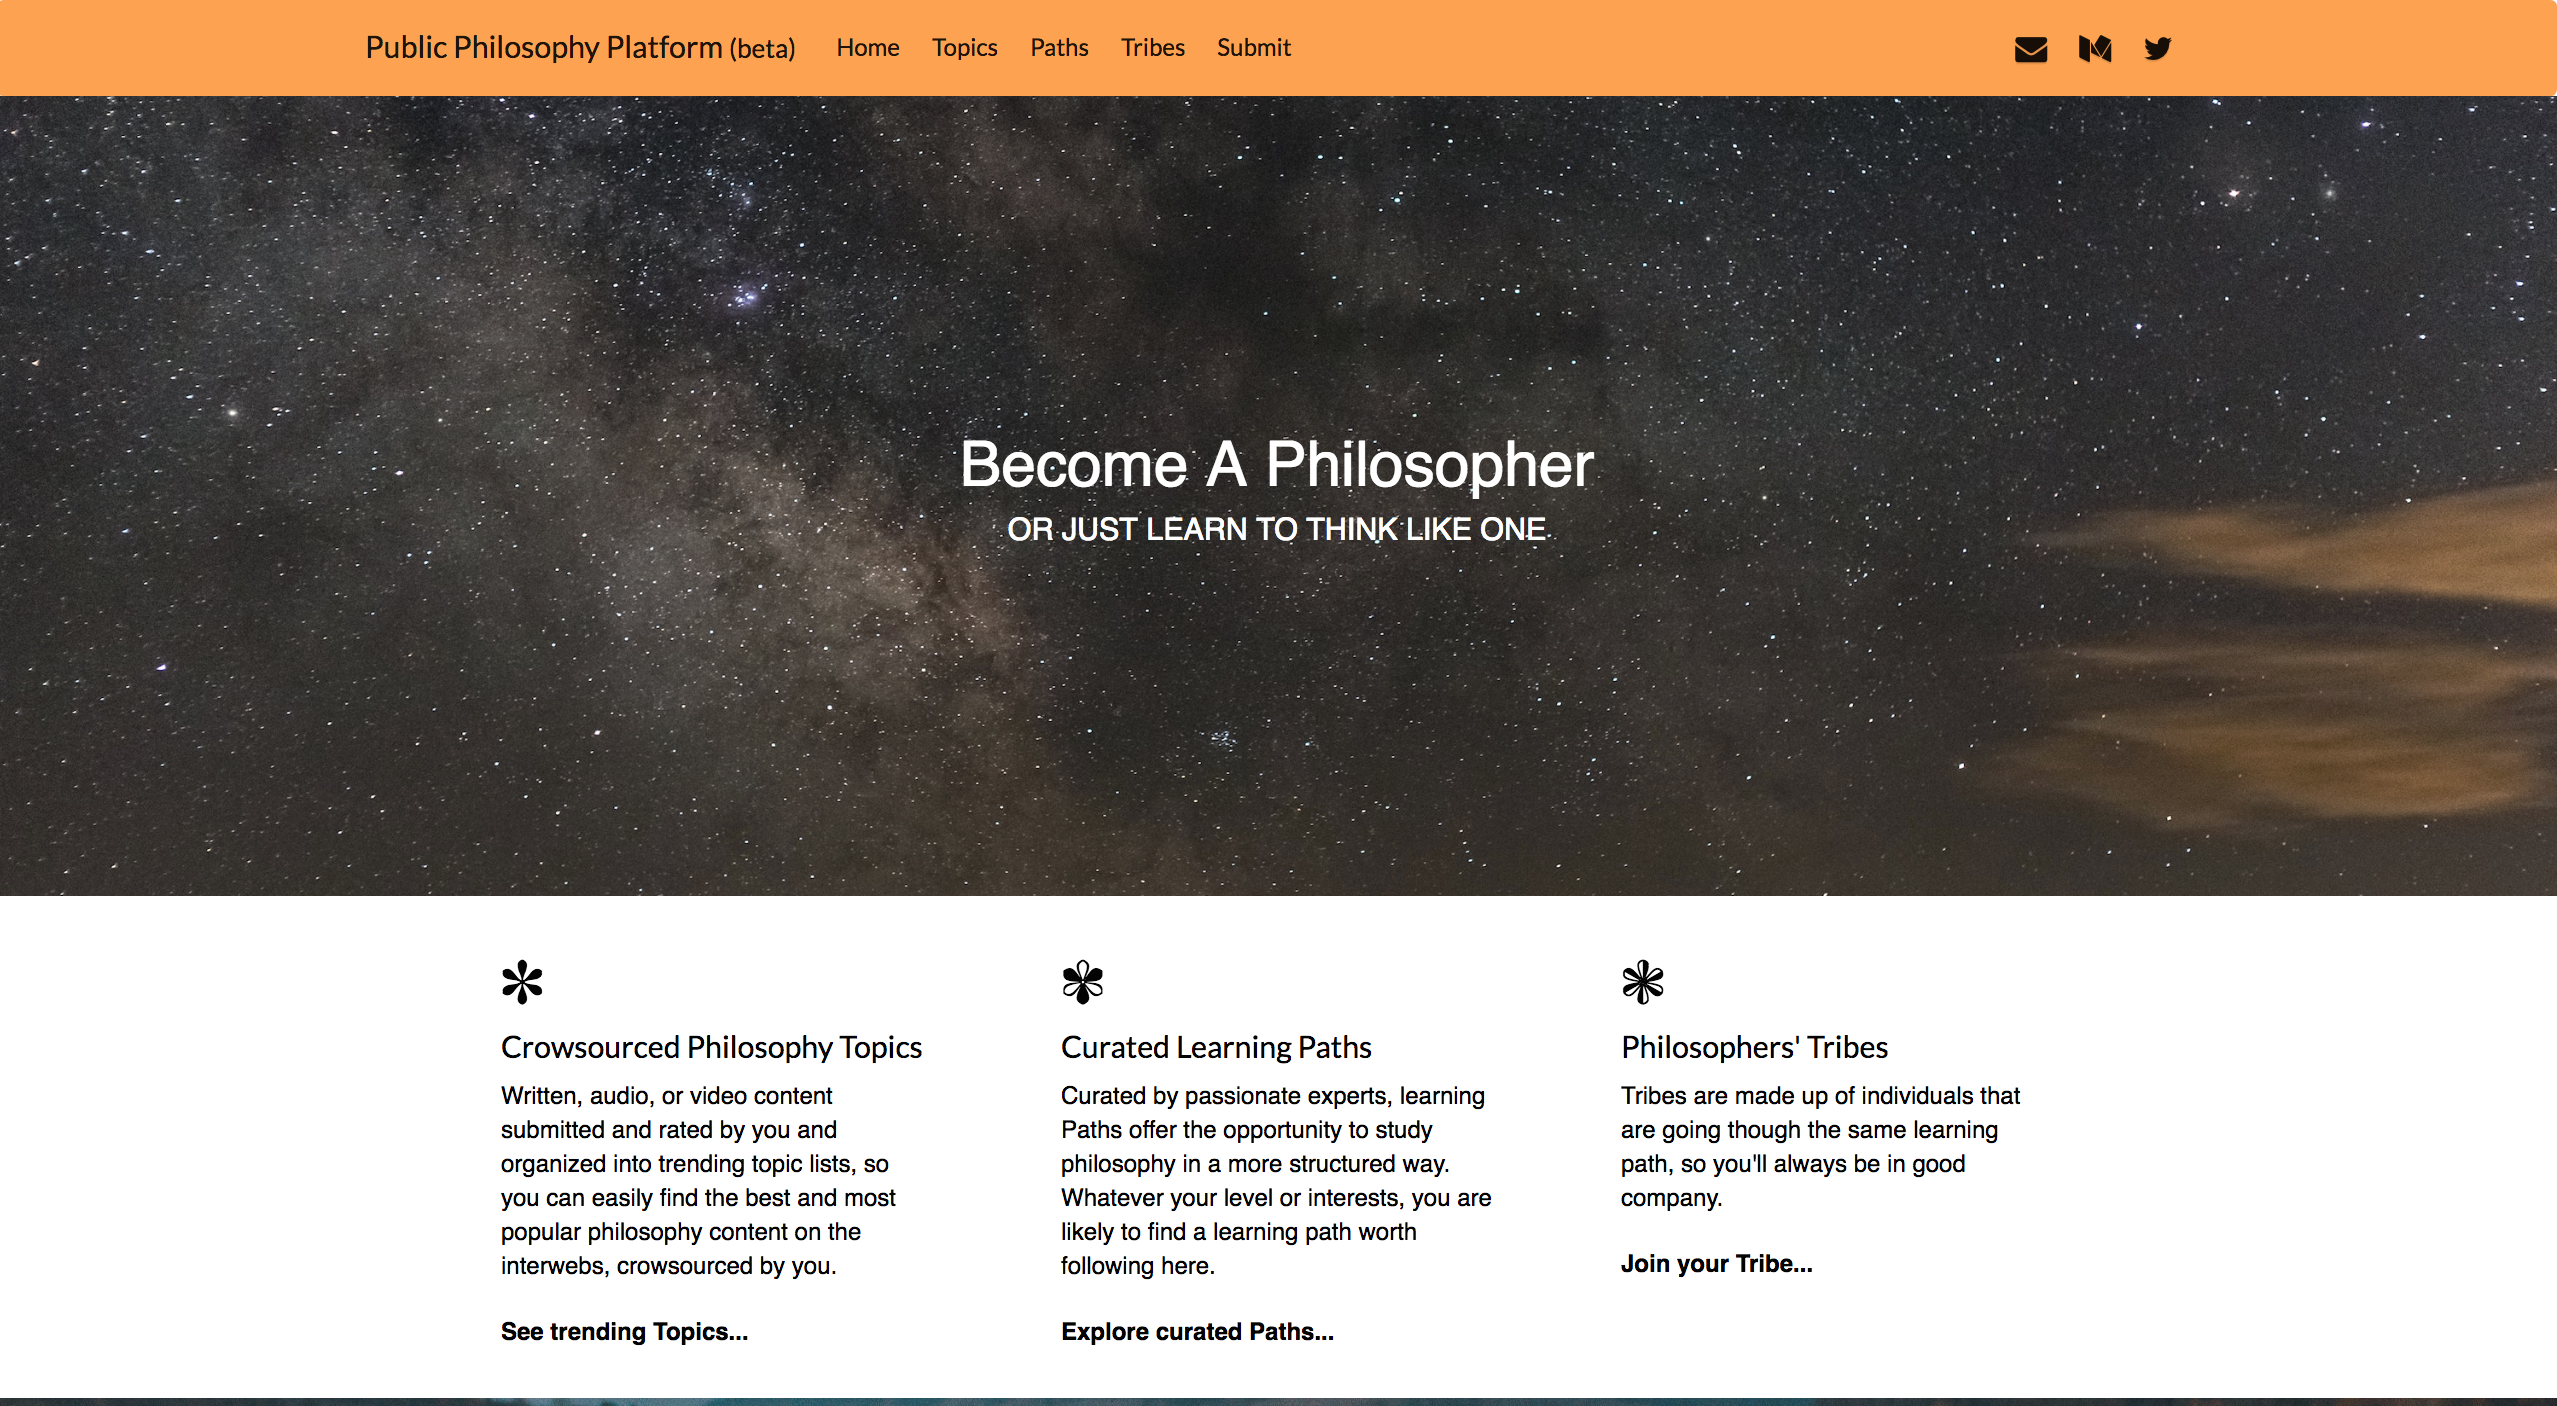 Public Philosophy Platform (beta) Home Topics Paths Tribes Submit
Become A Philosopher
OR JUST LEARN TO THINK LIKE ONE
Crowsourced Philosophy Topics
Written, audio, or video content
submitted and rated by you and
organized into trending topic lists, so
you can easily find the best and most
popular philosophy content on the
interwebs, crowsourced by you.
See trending Topics...
Curated Learning Paths
Curated by passionate experts, learning
Paths offer the opportunity to study
philosophy in a more structured way.
Whatever your level or interests, you are
likely to find a learning path worth
following here.
Explore curated Paths...
Philosophers' Tribes
Tribes are made up of individuals that
are going though the same learning
path, so you'll always be in good
company.
Join your Tribe...